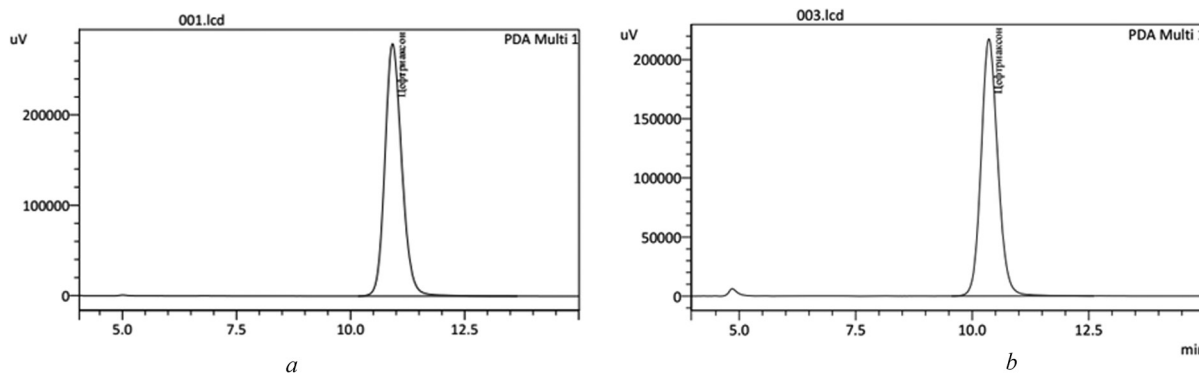 001.lcd
uV
PDA Multi 1
Цефтриаксон
200000
100000
0
5.0
7.5
10.0
12.5
a
003.lcd
uV
PDA Multi 1
Цефтриаксон
200000
150000
100000
50000
0
5.0
7.5
10.0
12.5
min
b